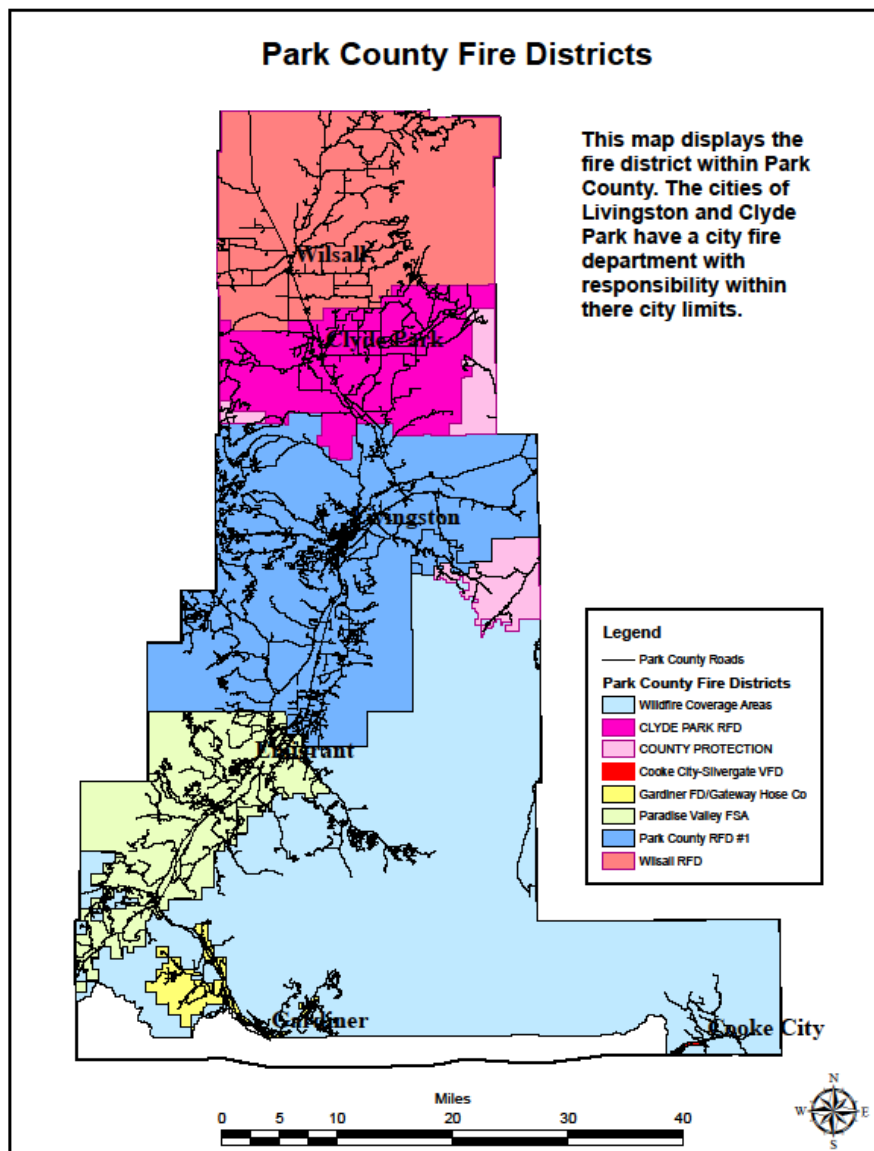 Park County Fire Districts
This map displays the
fire district within Park
County. The cities of
Livingston and Clyde
Park have a city fire
department with
responsibility within
there city limits.
Wilsall
Clyde Park
Livingston
Emigrant
Gardiner
Cooke City
Legend
Park County Roads
Park County Fire Districts
Wildfire Coverage Areas
CLYDE PARK RFD
COUNTY PROTECTION
Cooke City-Silvergate VFD
Gardiner FD/Gateway Hose Co
Paradise Valley FSA
Park County RFD #1
Wilsall RFD
Miles
0 5 10 20 30 40
N
W E
S